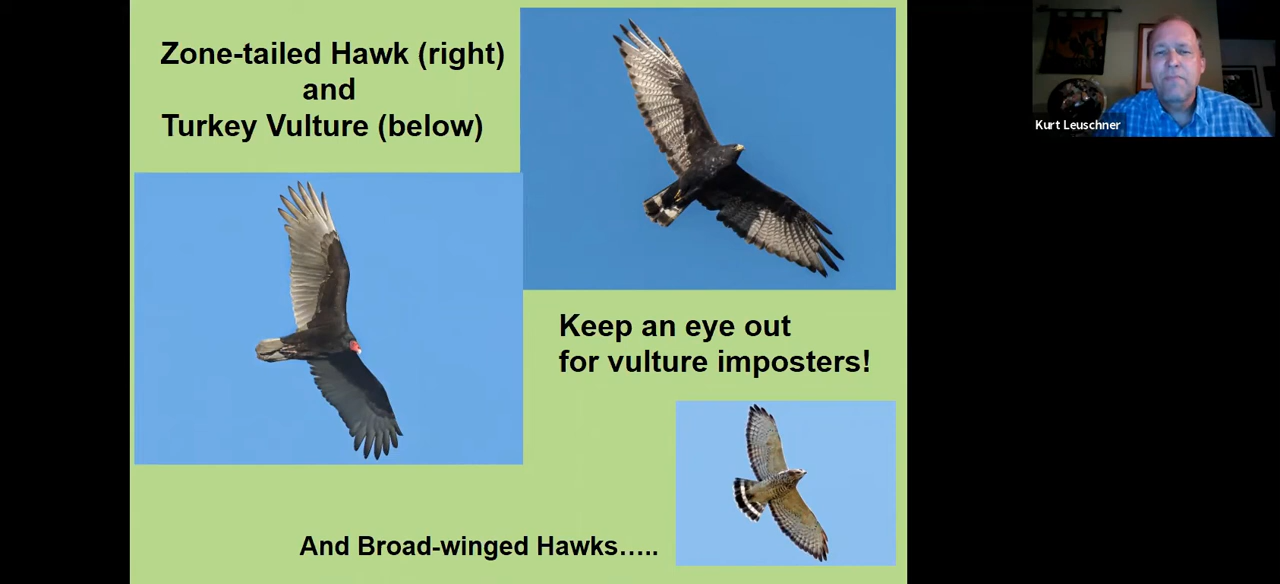 Zone-tailed Hawk (right)
and
Turkey Vulture (below)
Kurt Leuschner
Keep an eye out
for vulture imposters!
And Broad-winged Hawks…..